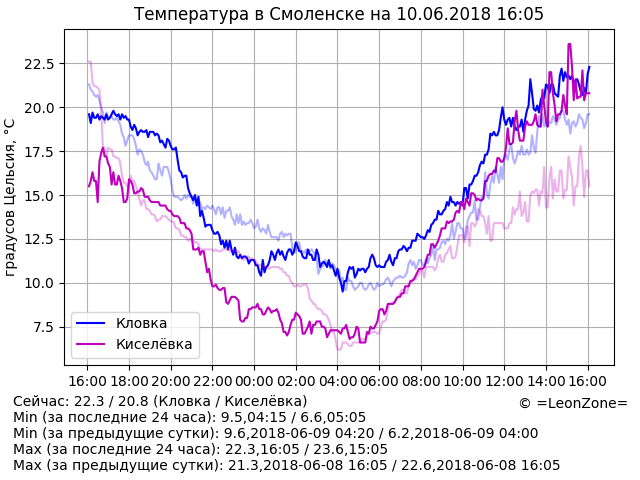 Температура в Смоленске на 10.06.2018 16:05
градусов Цельсия, °C
22.5
20.0
17.5
15.0
12.5
10.0
7.5
Кловка
Киселёвка
16:00 18:00 20:00 22:00 00:00 02:00 04:00 06:00 08:00 10:00 12:00 14:00 16:00
Сейчас: 22.3 / 20.8 (Кловка / Киселёвка)
© =LeonZone=
Min (за последние 24 часа): 9.5,04:15 / 6.6,05:05
Min (за предыдущие сутки): 9.6,2018-06-09 04:20 / 6.2,2018-06-09 04:00
Max (за последние 24 часа): 22.3,16:05 / 23.6,15:05
Max (за предыдущие сутки): 21.3,2018-06-08 16:05 / 22.6,2018-06-08 16:05